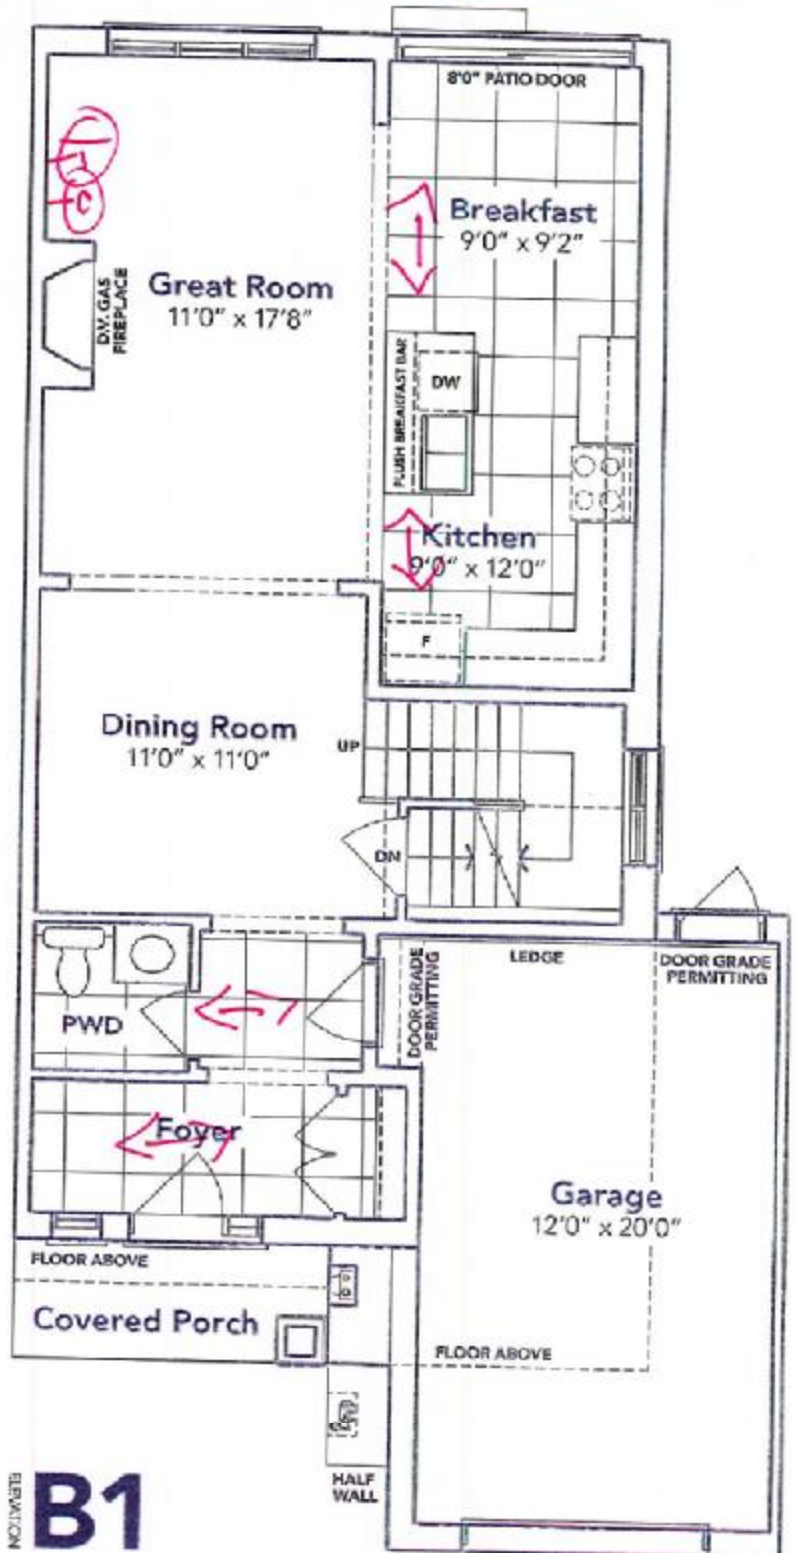 8'0" PATIO DOOR
Breakfast
9'0" x 9'2"
Great Room
11'0" x 17'8"
D.V. GAS
FIREPLACE
FLUSH BREAKFAST BAR
DW
Kitchen
9'0" x 12'0"
F
Dining Room
11'0" x 11'0"
UP
DN
LEDGE
DOOR GRADE
PERMITTING
DOOR GRADE
PERMITTING
PWD
Foyer
Garage
12'0" x 20'0"
FLOOR ABOVE
Covered Porch
FLOOR ABOVE
HALF
WALL
ELEVATION
B1